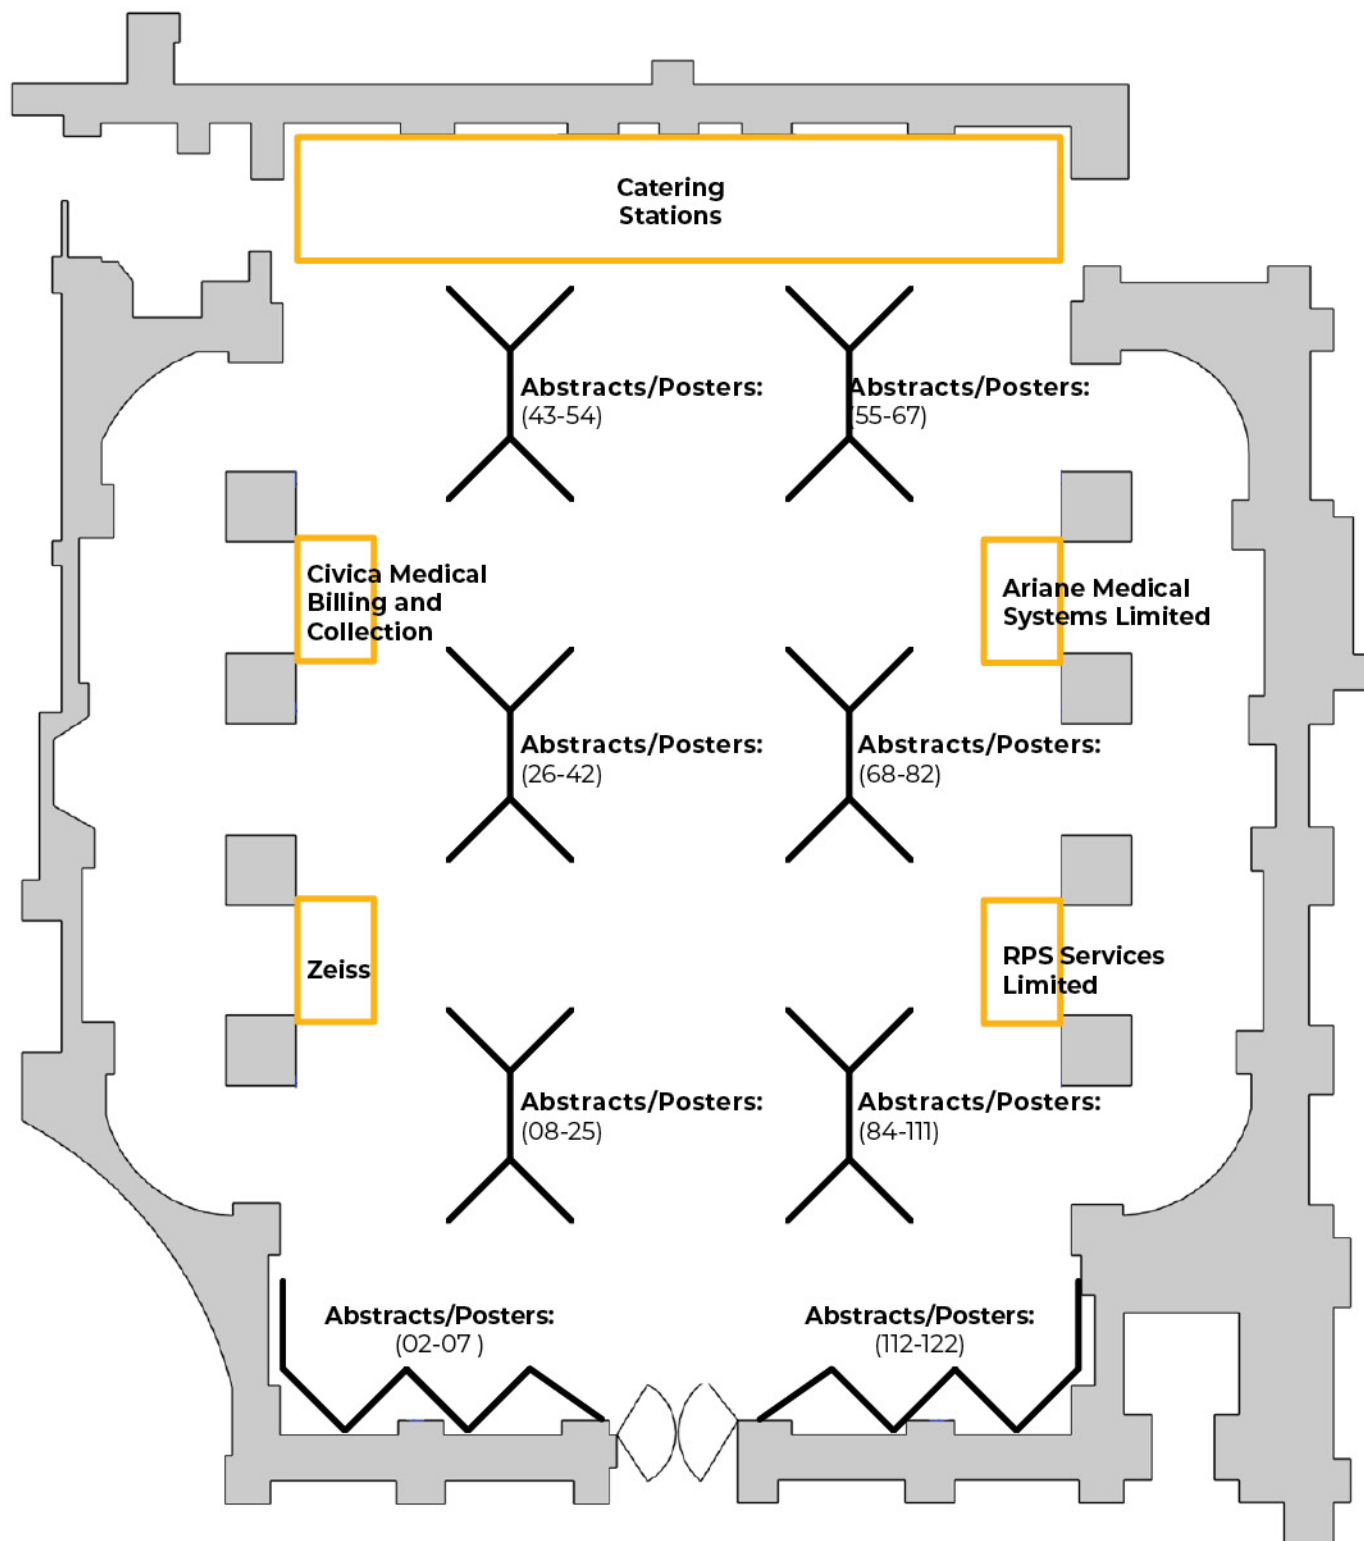 Catering
Stations
Abstracts/Posters:
(43-54)
Abstracts/Posters:
(55-67)
Civica Medical
Billing and
Collection
Ariane Medical
Systems Limited
Abstracts/Posters:
(26-42)
Abstracts/Posters:
(68-82)
Zeiss
RPS Services
Limited
Abstracts/Posters:
(08-25)
Abstracts/Posters:
(84-111)
Abstracts/Posters:
(02-07 )
Abstracts/Posters:
(112-122)